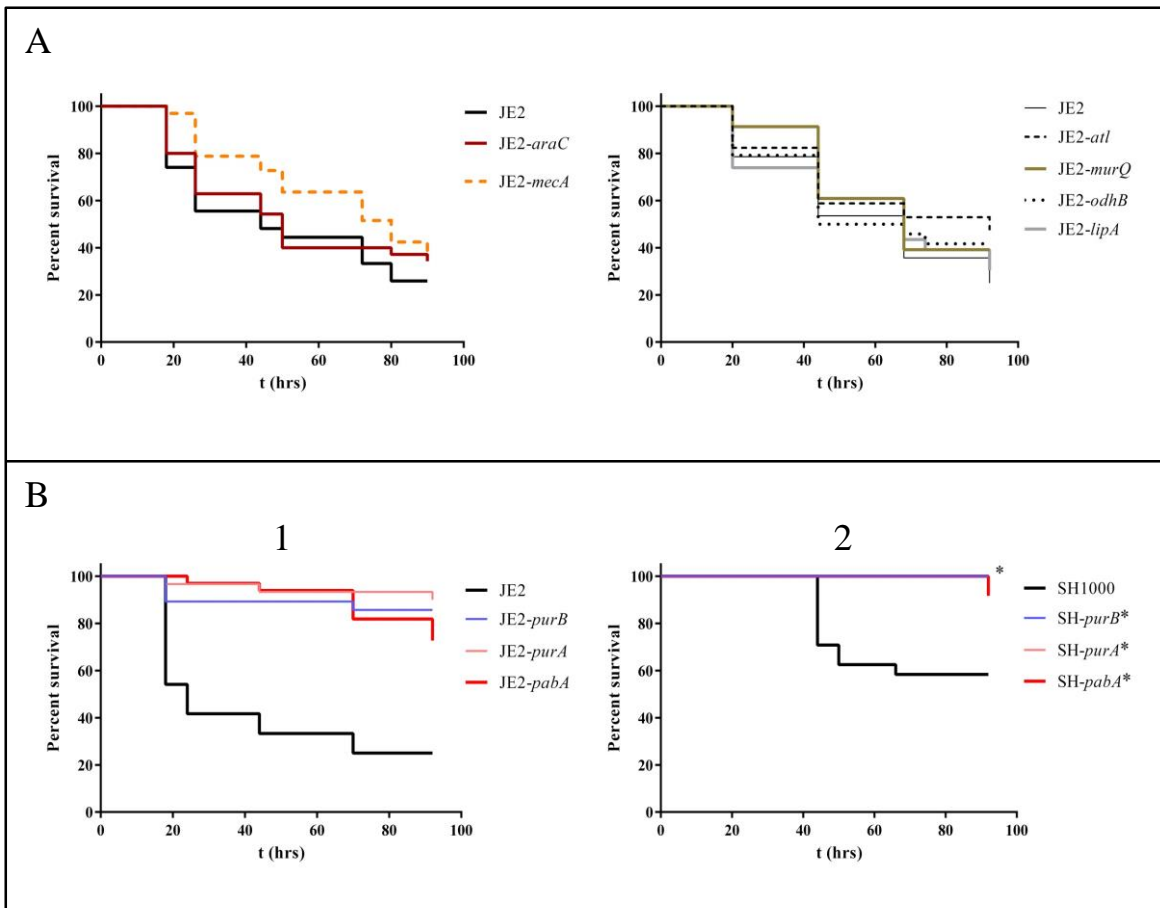 A
Percent survival
100
80
60
40
20
0
0 20 40 60 80 100
t (hrs)
JE2
JE2-araC
JE2-mecA
Percent survival
100
80
60
40
20
0
0 20 40 60 80 100
t (hrs)
JE2
JE2-atl
JE2-murQ
JE2-odhB
JE2-lipA
B
1
Percent survival
100
80
60
40
20
0
0 20 40 60 80 100
t (hrs)
JE2
JE2-purB
JE2-purA
JE2-pabA
2
Percent survival
100
80
60
40
20
0
0 20 40 60 80 100
t (hrs)
*
SH1000
SH-purB*
SH-purA*
SH-pabA*